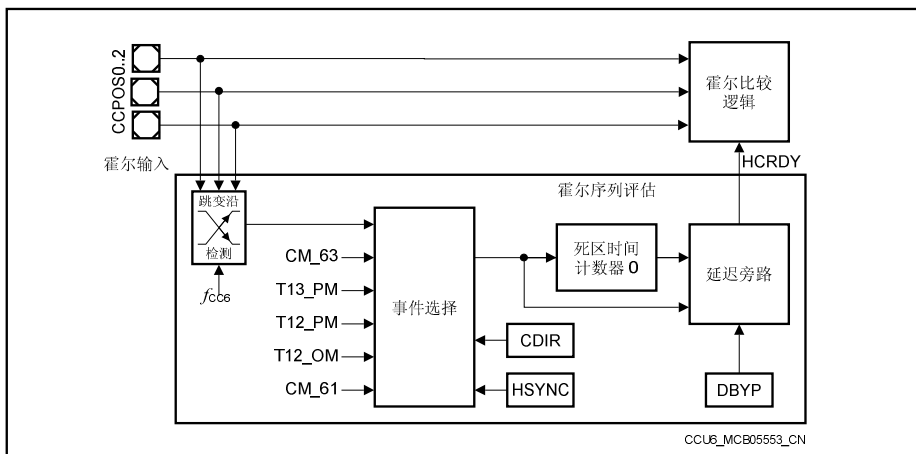 CCPOS0..2
霍尔输入
霍尔比较
逻辑
HCRDY
霍尔序列评估
跳变沿
检测
fCC6
CM_63
T13_PM
T12_PM
T12_OM
CM_61
事件选择
死区时间
计数器 0
延迟旁路
CDIR
HSYNC
DBYP
CCU6_MCB05553_CN